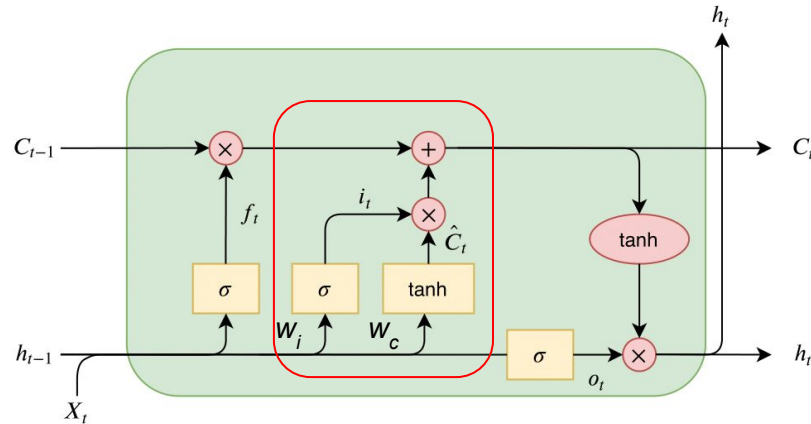 h_t
C_{t-1} × + C_t
f_t i_t × Ĉ_t tanh
σ σ tanh
W_i W_c
h_{t-1} σ × h_t
o_t
X_t